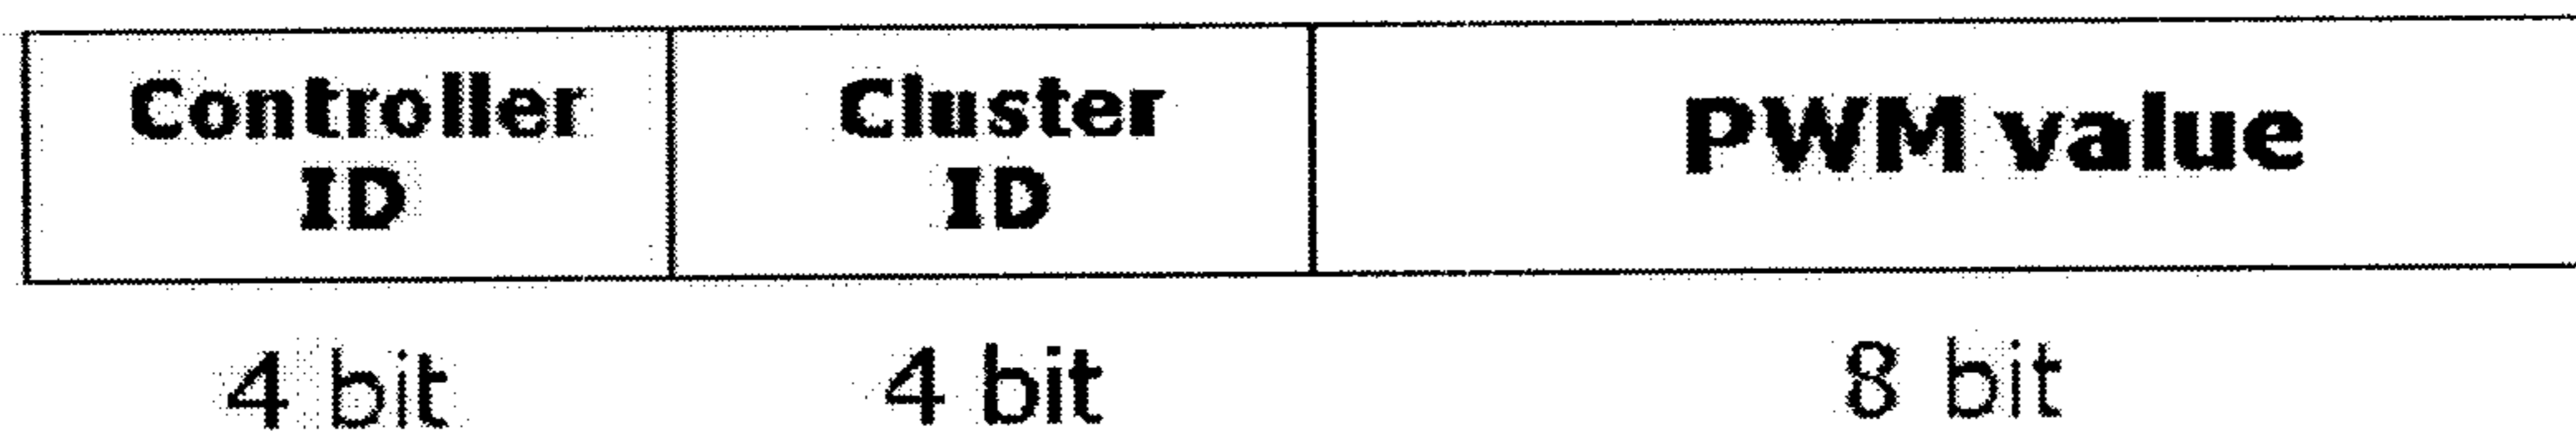 Controller
ID
Cluster
ID
PWM value
4 bit
4 bit
8 bit